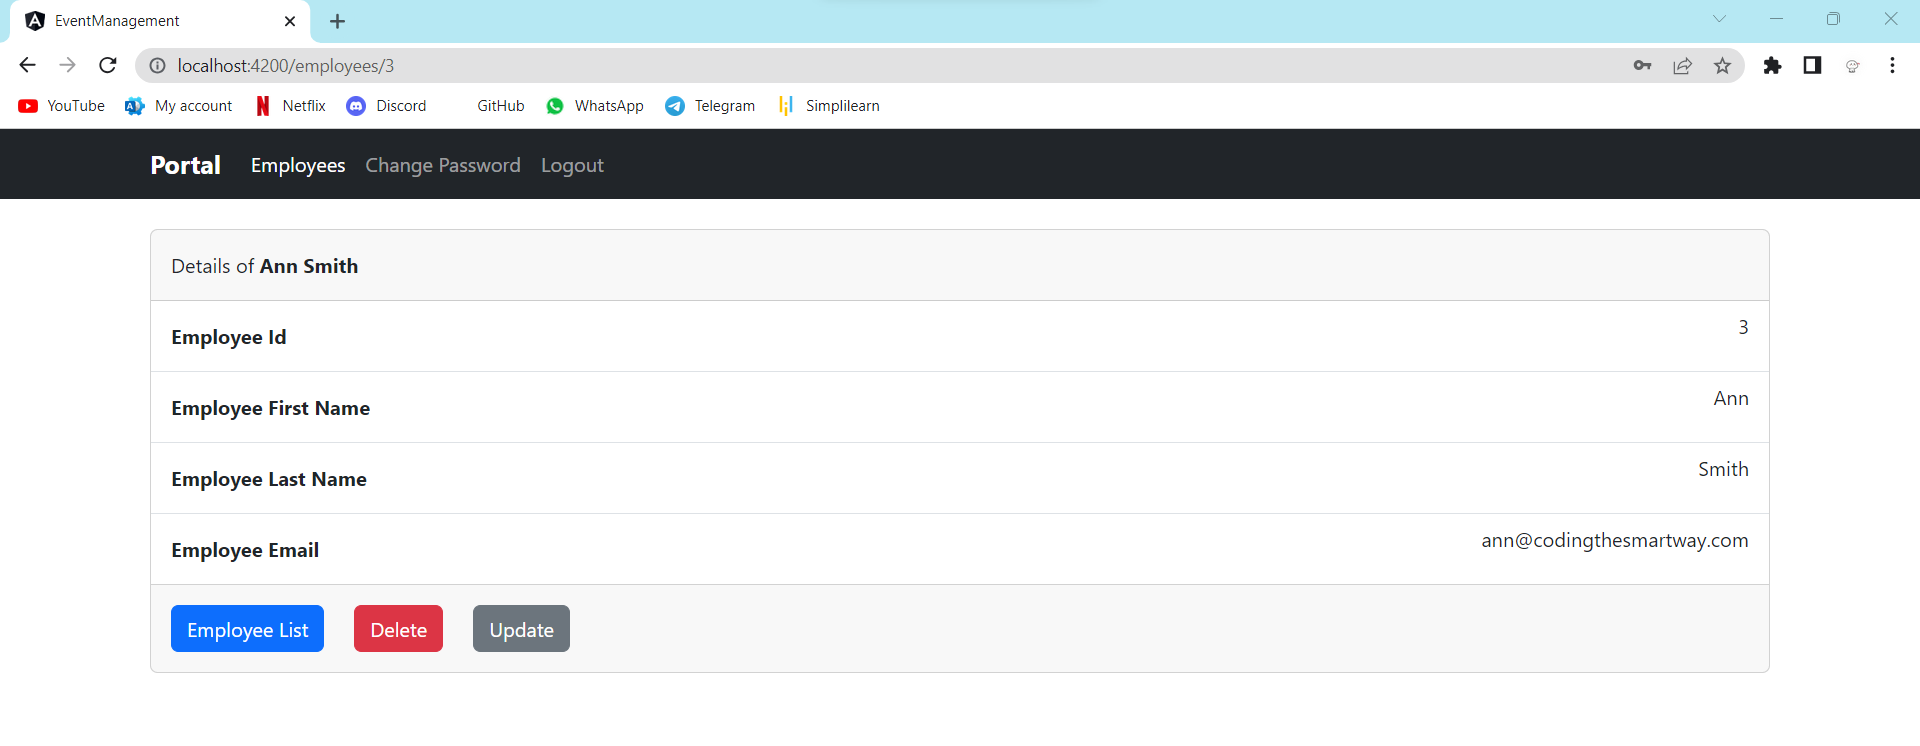 EventManagement
localhost:4200/employees/3
YouTube My account Netflix Discord GitHub WhatsApp Telegram Simplilearn
Portal Employees Change Password Logout
Details of Ann Smith
Employee Id 3
Employee First Name Ann
Employee Last Name Smith
Employee Email ann@codingthesmartway.com
Employee List Delete Update